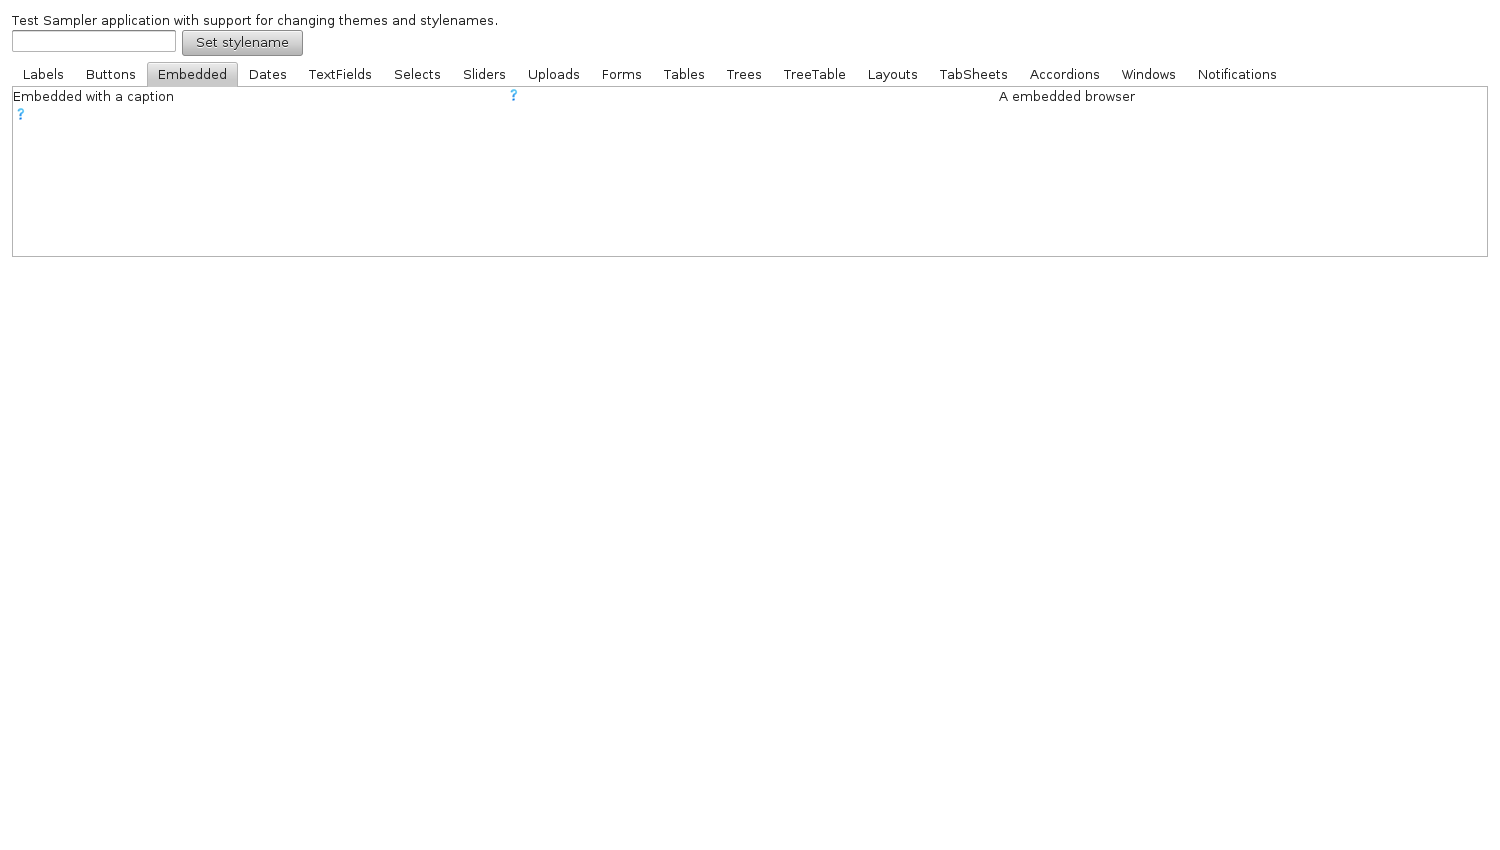 Test Sampler application with support for changing themes and stylenames.
Set stylename
Labels Buttons Embedded Dates TextFields Selects Sliders Uploads Forms Tables Trees TreeTable Layouts TabSheets Accordions Windows Notifications
Embedded with a caption ? A embedded browser
?